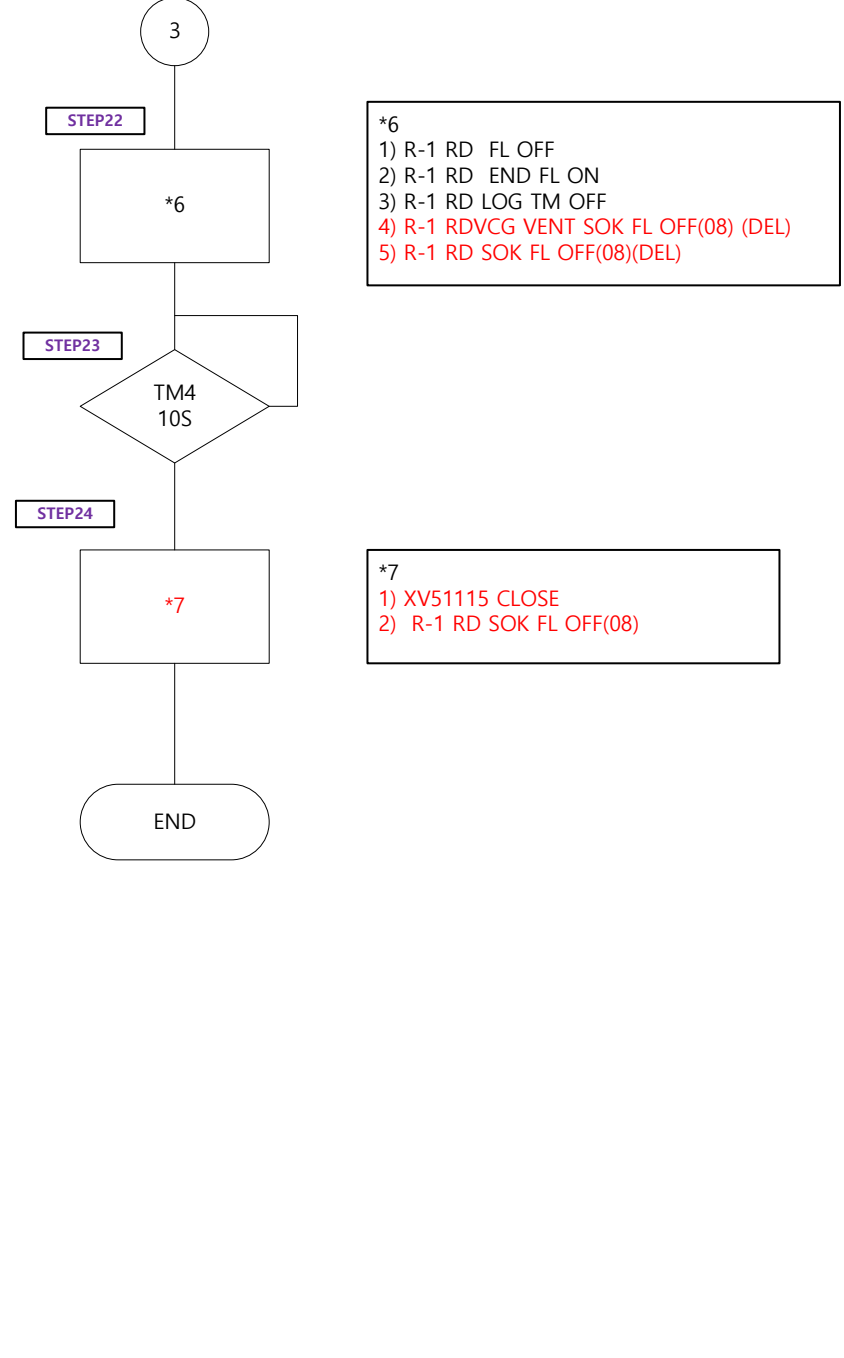 3
STEP22
*6
*6
1) R-1 RD  FL OFF
2) R-1 RD  END FL ON
3) R-1 RD LOG TM OFF
4) R-1 RDVCG VENT SOK FL OFF(08) (DEL)
5) R-1 RD SOK FL OFF(08)(DEL)
STEP23
TM4
10S
STEP24
*7
*7
1) XV51115 CLOSE
2)  R-1 RD SOK FL OFF(08)
END